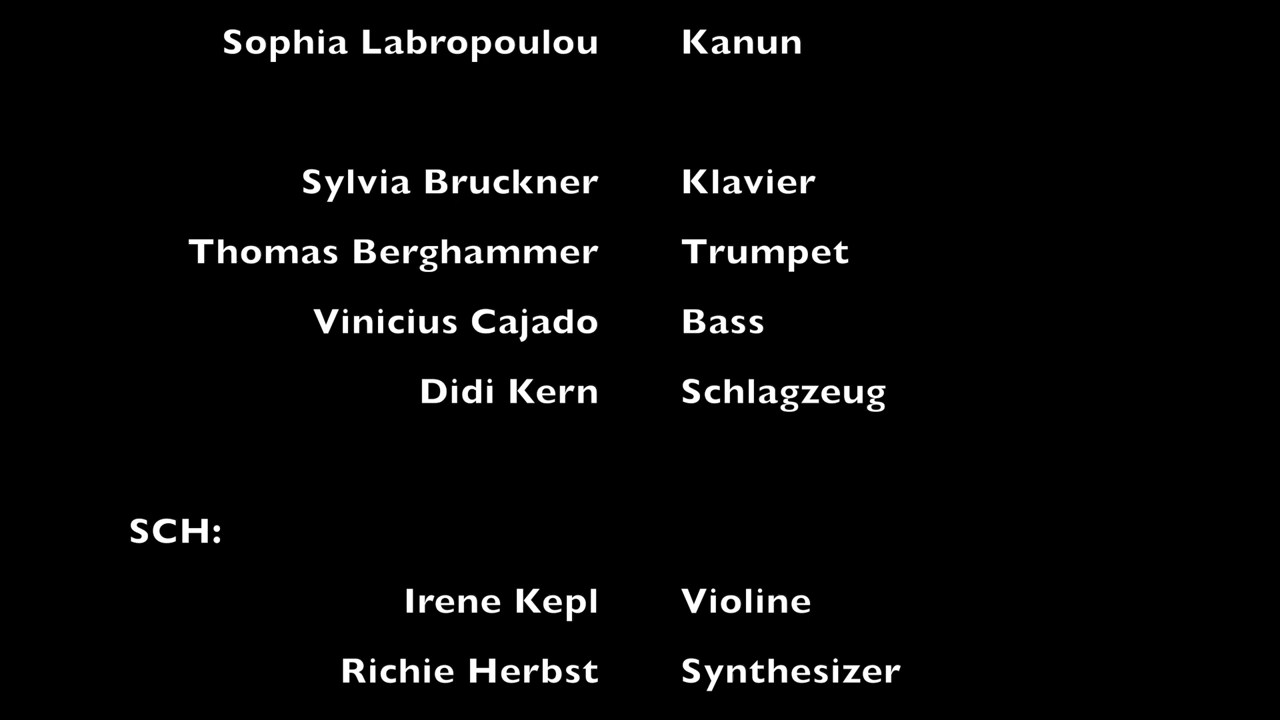 Sophia Labropoulou Kanun
Sylvia Bruckner Klavier
Thomas Berghammer Trumpet
Vinicius Cajado Bass
Didi Kern Schlagzeug
SCH:
Irene Kepl Violine
Richie Herbst Synthesizer